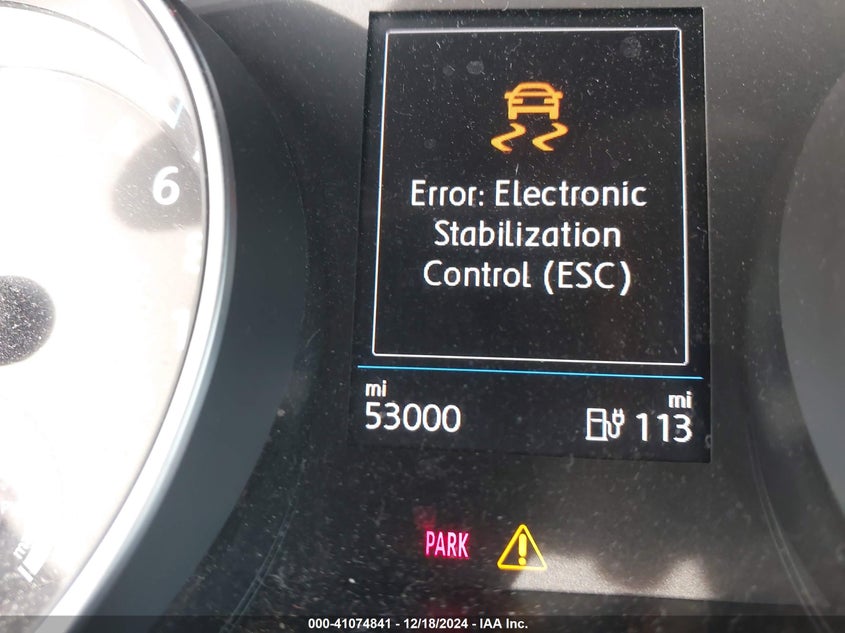 6
Error: Electronic
Stabilization
Control (ESC)
mi
53000
mi
113
PARK
000-41074841 – 12/18/2024 – IAA Inc.